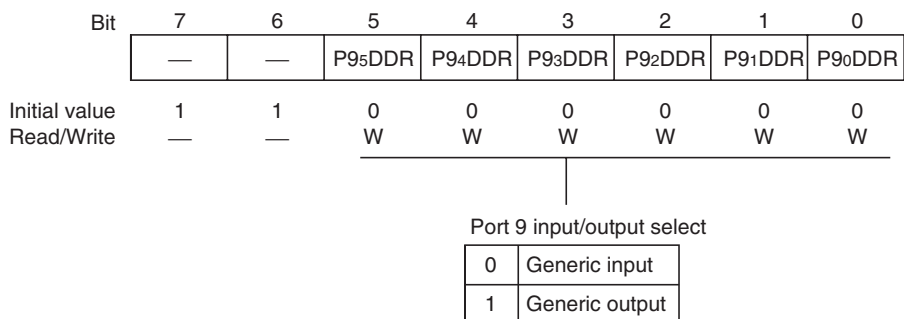 Bit 7 6 5 4 3 2 1 0
— — P95DDR P94DDR P93DDR P92DDR P91DDR P90DDR
Initial value 1 1 0 0 0 0 0 0
Read/Write — — W W W W W W
Port 9 input/output select
0 Generic input
1 Generic output